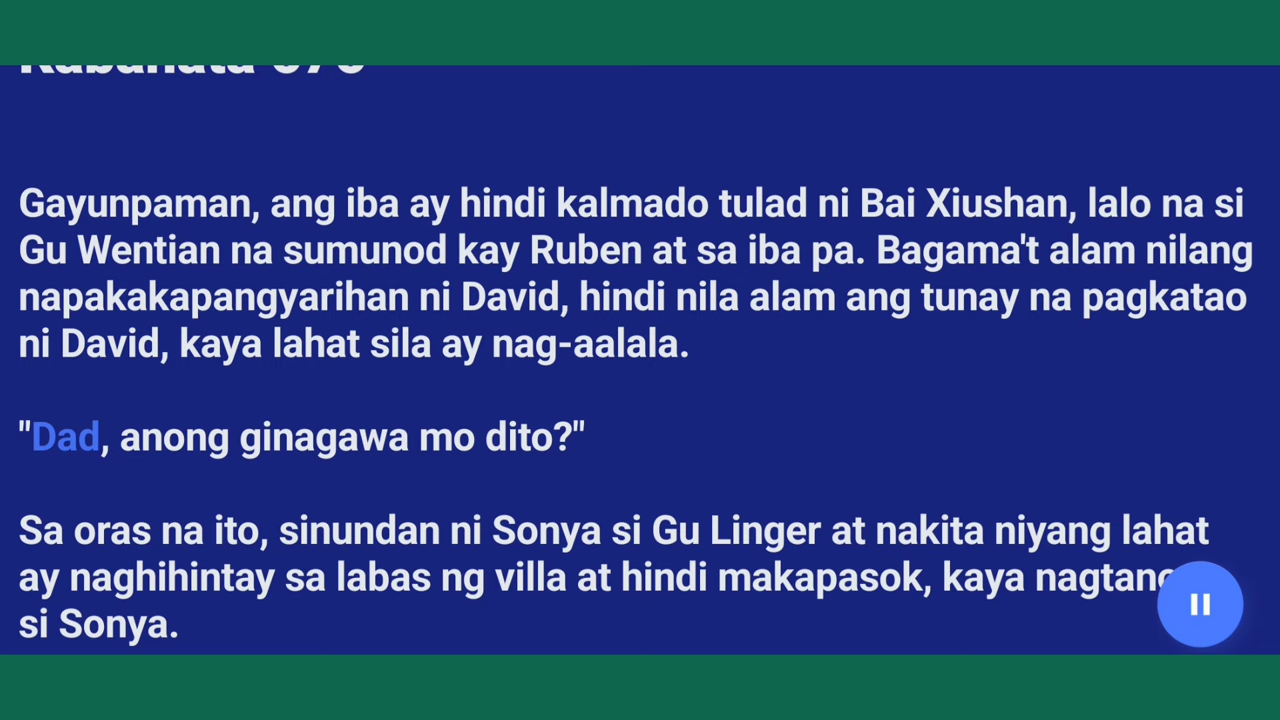 Gayunpaman, ang iba ay hindi kalmado tulad ni Bai Xiushan, lalo na si
Gu Wentian na sumunod kay Ruben at sa iba pa. Bagama't alam nilang
napakakapangyarihan ni David, hindi nila alam ang tunay na pagkatao
ni David, kaya lahat sila ay nag-aalala.
"Dad, anong ginagawa mo dito?"
Sa oras na ito, sinundan ni Sonya si Gu Linger at nakita niyang lahat
ay naghihintay sa labas ng villa at hindi makapasok, kaya
si Sonya.